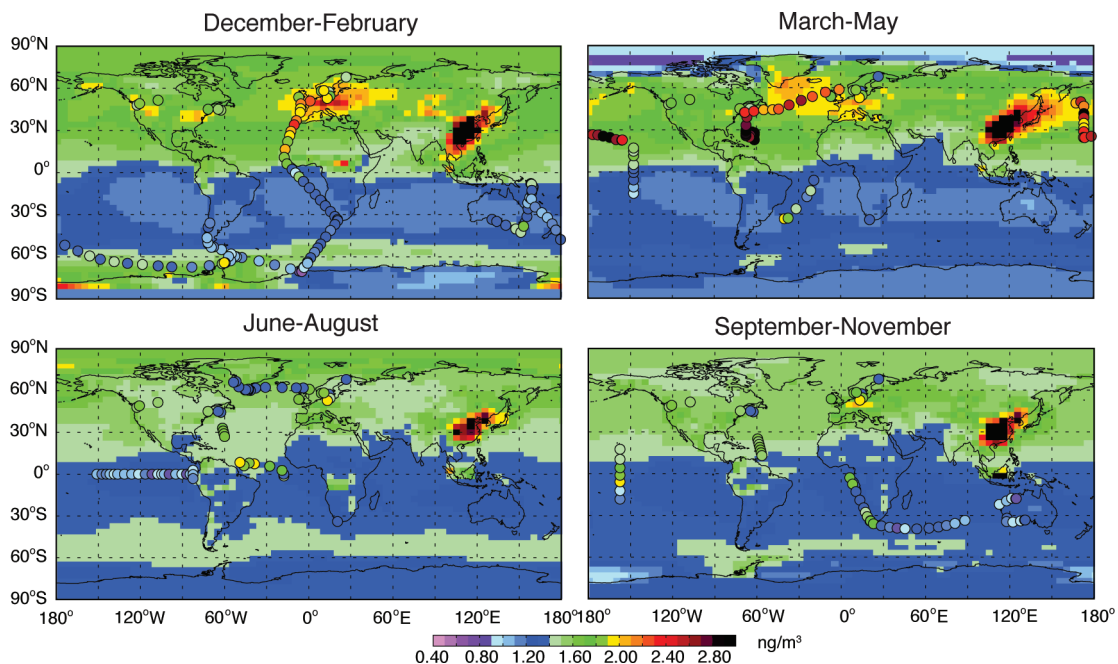 December-February
March-May
90°N
60°N
30°N
0°
30°S
60°S
90°S
June-August
September-November
90°N
60°N
30°N
0°
30°S
60°S
90°S
180° 120°W 60°W 0° 60°E 120°E 180° 120°W 60°W 0° 60°E 120°E 180°
ng/m³
0.40 0.80 1.20 1.60 2.00 2.40 2.80